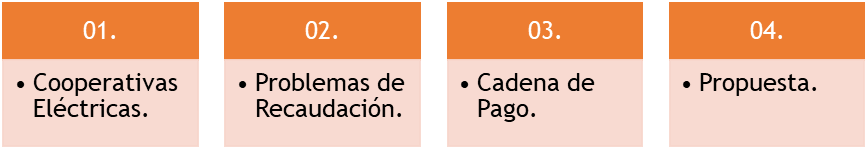 01.
• Cooperativas
Eléctricas.
02.
• Problemas de
Recaudación.
03.
• Cadena de
Pago.
04.
• Propuesta.